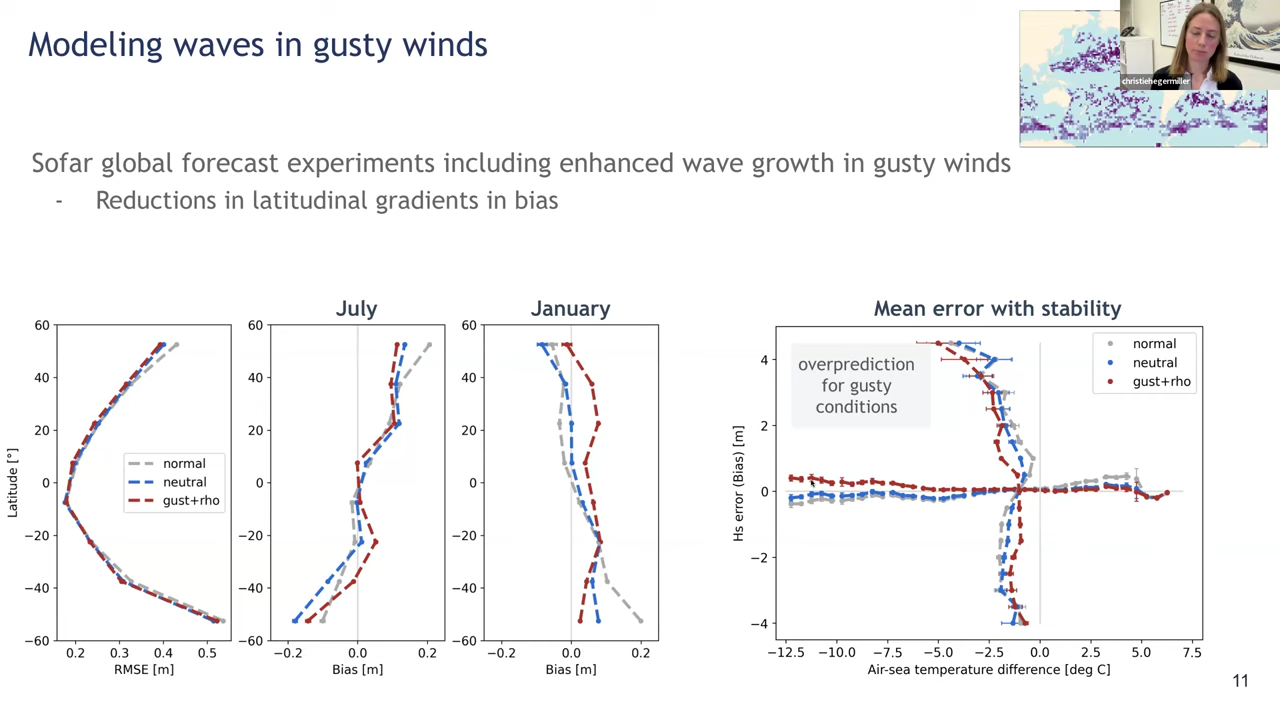 Modeling waves in gusty winds
christiehegermiller
Sofar global forecast experiments including enhanced wave growth in gusty winds
- Reductions in latitudinal gradients in bias
July
January
Mean error with stability
60
40
20
0
−20
−40
−60
Latitude [°]
0.2 0.3 0.4 0.5
RMSE [m]
normal
neutral
gust+rho
60
40
20
0
−20
−40
−60
−0.2 0.0 0.2
Bias [m]
60
40
20
0
−20
−40
−60
−0.2 0.0 0.2
Bias [m]
overprediction
for gusty
conditions
normal
neutral
gust+rho
4
2
0
−2
−4
Hs error (Bias) [m]
−12.5 −10.0 −7.5 −5.0 −2.5 0.0 2.5 5.0 7.5
Air-sea temperature difference [deg C]
11